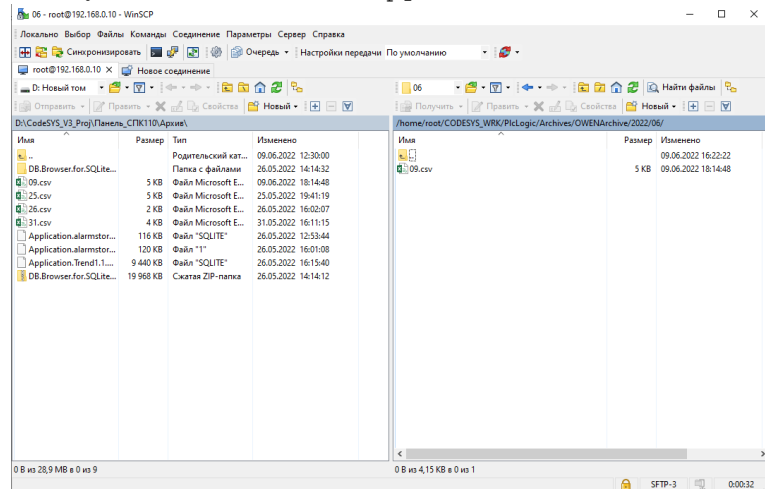 06 - root@192.168.0.10 - WinSCP
Локально Выбор Файлы Команды Соединение Параметры Сервер Справка
Синхронизировать Очередь Настройки передачи По умолчанию
root@192.168.0.10 × Новое соединение
D: Новый том
Отправить Править Свойства Новый
D:\CodeSYS_V3_Proj\Панель_СПК110\Архив\
Имя Размер Тип Изменено
.. Родительский кат... 09.06.2022 12:30:00
DB.Browser.for.SQLite... Папка с файлами 26.05.2022 14:14:32
09.csv 5 KB Файл Microsoft E... 09.06.2022 18:14:48
25.csv 5 KB Файл Microsoft E... 25.05.2022 19:41:19
26.csv 2 KB Файл Microsoft E... 26.05.2022 16:02:07
31.csv 4 KB Файл Microsoft E... 31.05.2022 16:11:15
Application.alarmstor... 116 KB Файл "SQLITE" 26.05.2022 12:53:44
Application.alarmstor... 120 KB Файл "1" 26.05.2022 16:01:08
Application.Trend1.1.... 9 440 KB Файл "SQLITE" 26.05.2022 16:15:40
DB.Browser.for.SQLite... 19 968 KB Сжатая ZIP-папка 26.05.2022 14:14:12
0 B из 28,9 MB в 0 из 9
06 Найти файлы
Получить Править Свойства Новый
/home/root/CODESYS_WRK/PlcLogic/Archives/OWENArchive/2022/06/
Имя Размер Изменено
.. 09.06.2022 16:22:22
09.csv 5 KB 09.06.2022 18:14:48
0 B из 4,15 KB в 0 из 1
SFTP-3 0:00:32